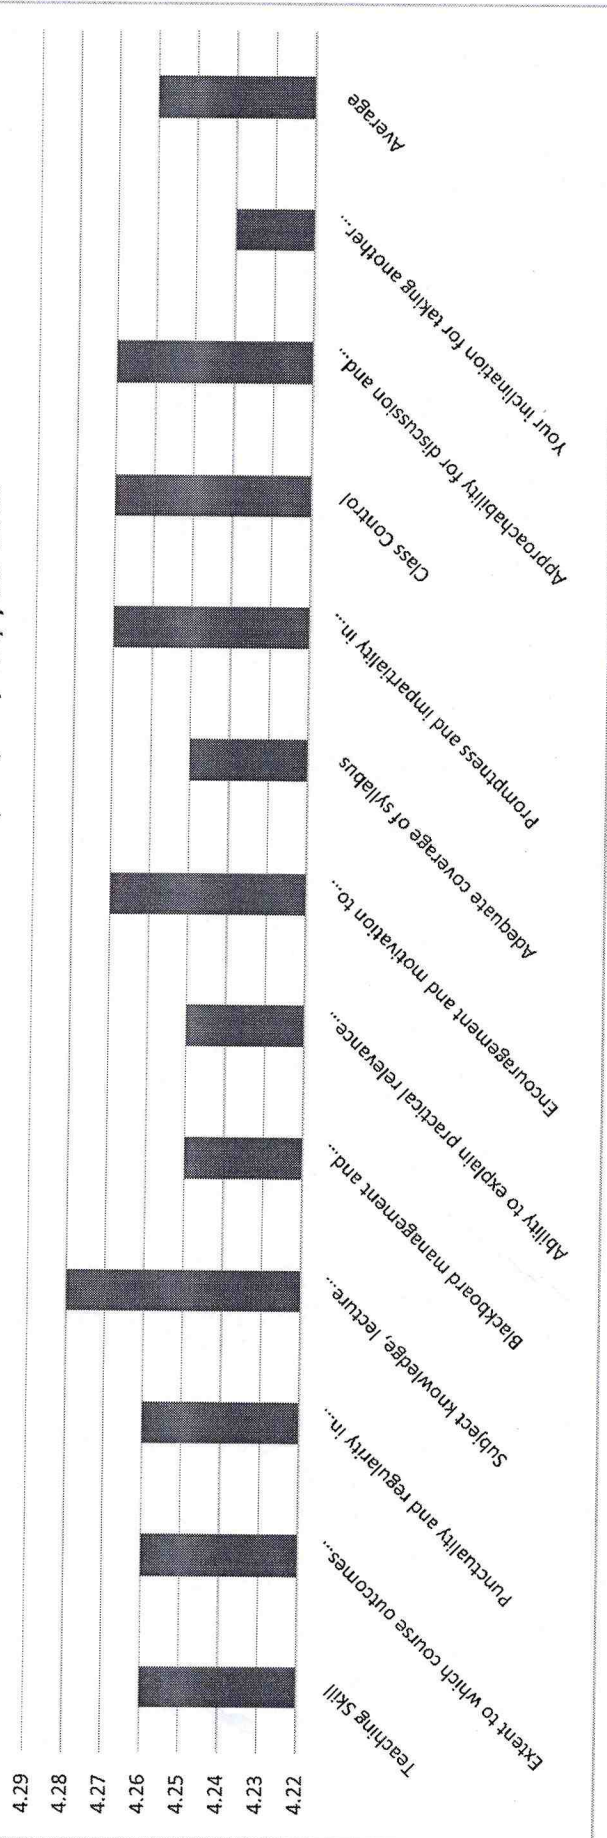 4.29
4.28
4.27
4.26
4.25
4.24
4.23
4.22
Teaching Skill
Extent to which course outcomes...
Punctuality and regularity in...
Subject knowledge, lecture...
Blackboard management and...
Ability to explain practical relevance...
Encouragement and motivation to...
Adequate coverage of syllabus
Promptness and impartiality in...
Class Control
Approachability for discussion and...
Your inclination for taking another...
Average